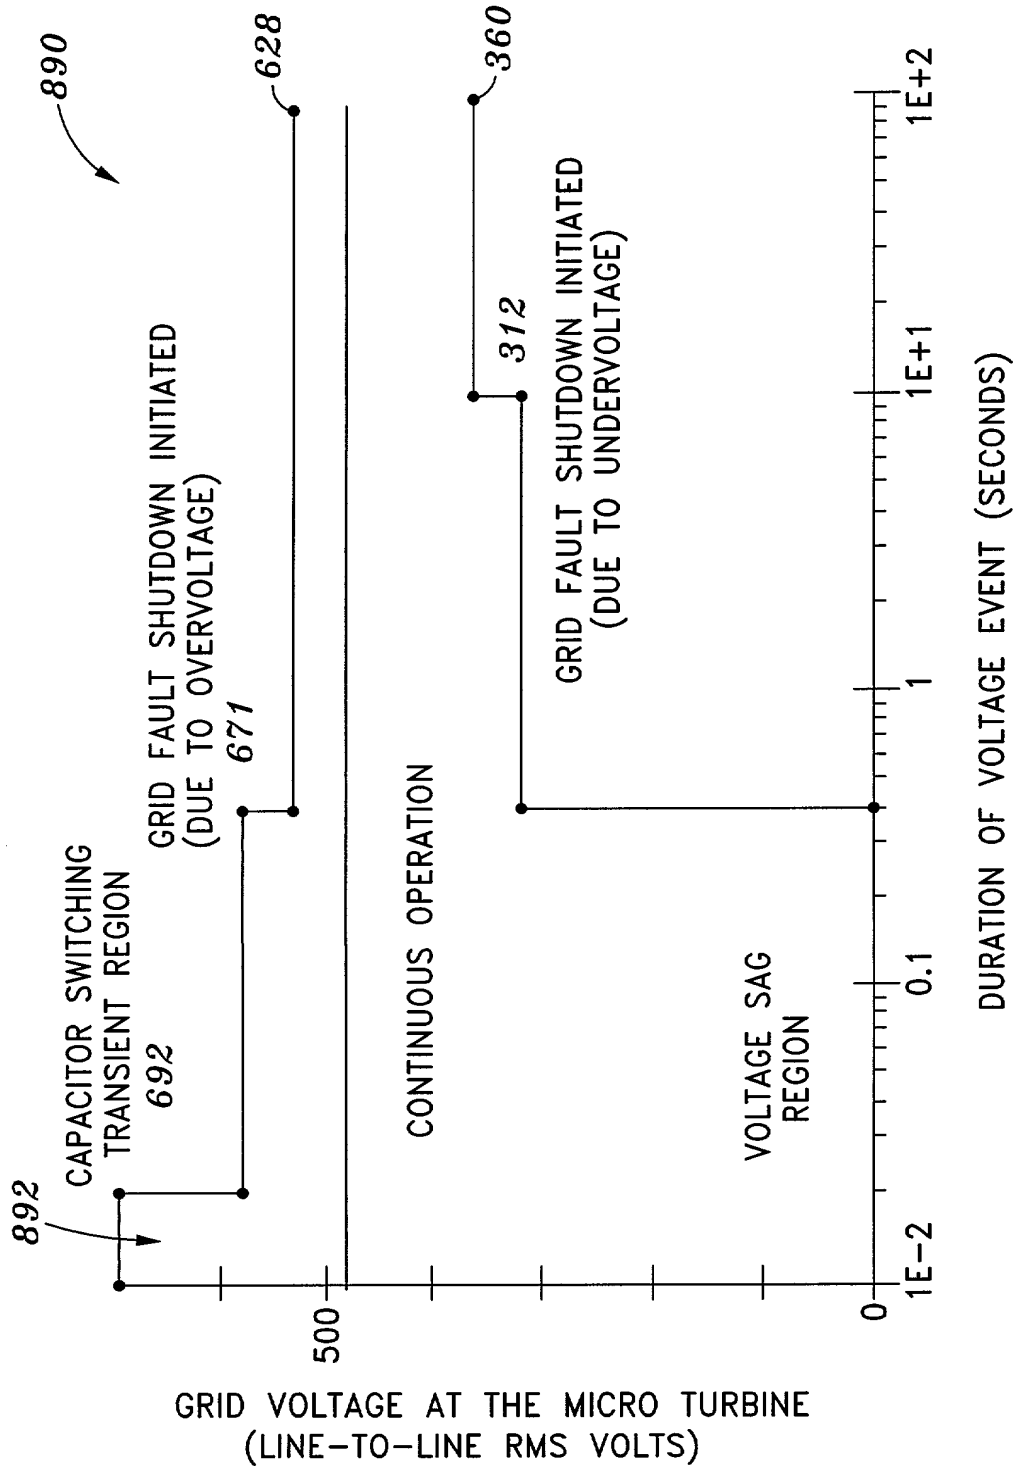 890
892
CAPACITOR SWITCHING
TRANSIENT REGION
692
GRID FAULT SHUTDOWN INITIATED
(DUE TO OVERVOLTAGE)
671
628
CONTINUOUS OPERATION
360
312
GRID FAULT SHUTDOWN INITIATED
(DUE TO UNDERVOLTAGE)
VOLTAGE SAG
REGION
500
0
GRID VOLTAGE AT THE MICRO TURBINE
(LINE-TO-LINE RMS VOLTS)
1E-2
0.1
1
1E+1
1E+2
DURATION OF VOLTAGE EVENT (SECONDS)